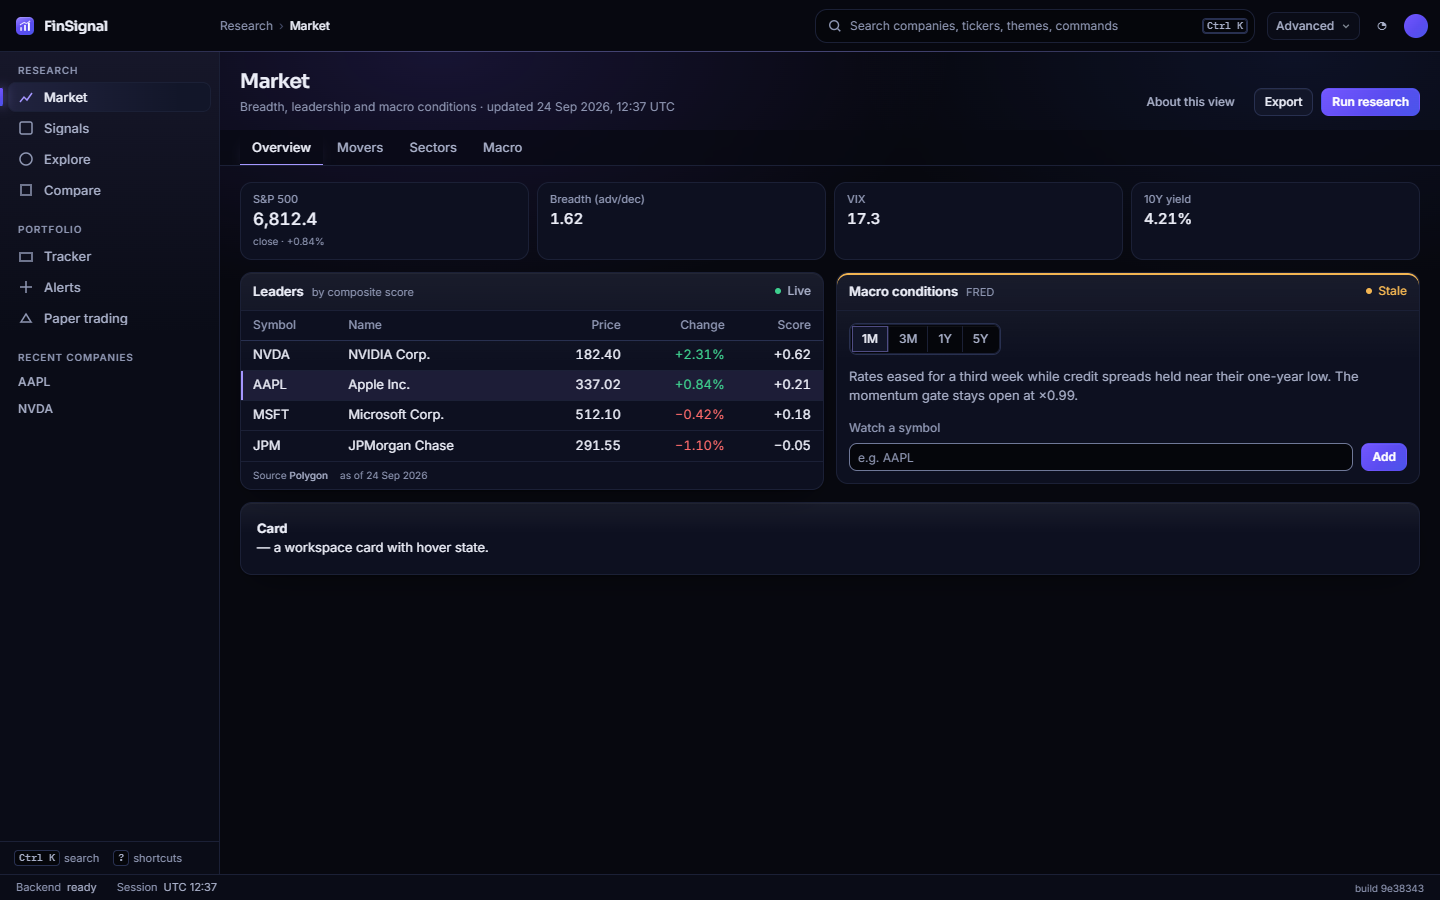 FinSignal
Research › Market
Search companies, tickers, themes, commands
Ctrl K
Advanced
RESEARCH
Market
Signals
Explore
Compare
PORTFOLIO
Tracker
Alerts
Paper trading
RECENT COMPANIES
AAPL
NVDA
Ctrl K search ? shortcuts
Market
Breadth, leadership and macro conditions · updated 24 Sep 2026, 12:37 UTC
About this view
Export
Run research
Overview Movers Sectors Macro
S&P 500
6,812.4
close · +0.84%
Breadth (adv/dec)
1.62
VIX
17.3
10Y yield
4.21%
Leaders by composite score
Live
Symbol Name Price Change Score
NVDA NVIDIA Corp. 182.40 +2.31% +0.62
AAPL Apple Inc. 337.02 +0.84% +0.21
MSFT Microsoft Corp. 512.10 −0.42% +0.18
JPM JPMorgan Chase 291.55 −1.10% −0.05
Source Polygon as of 24 Sep 2026
Macro conditions FRED
Stale
1M 3M 1Y 5Y
Rates eased for a third week while credit spreads held near their one-year low. The
momentum gate stays open at ×0.99.
Watch a symbol
e.g. AAPL
Add
Card
— a workspace card with hover state.
Backend ready Session UTC 12:37
build 9e38343